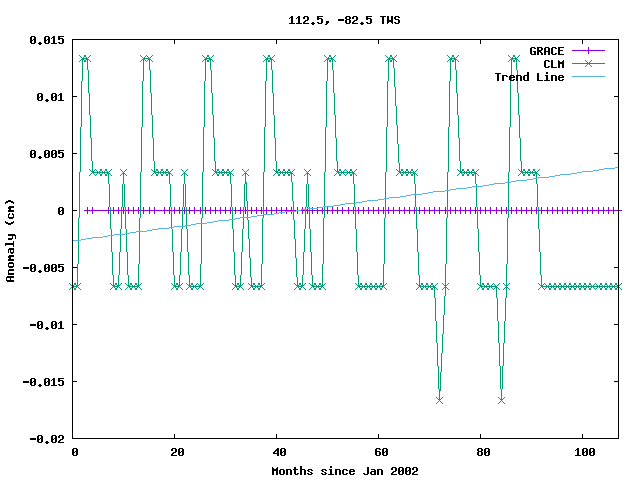 112.5, -82.5 TWS
GRACE
CLM
Trend Line
0.015
0.01
0.005
0
-0.005
-0.01
-0.015
-0.02
Anomaly (cm)
0 20 40 60 80 100
Months since Jan 2002